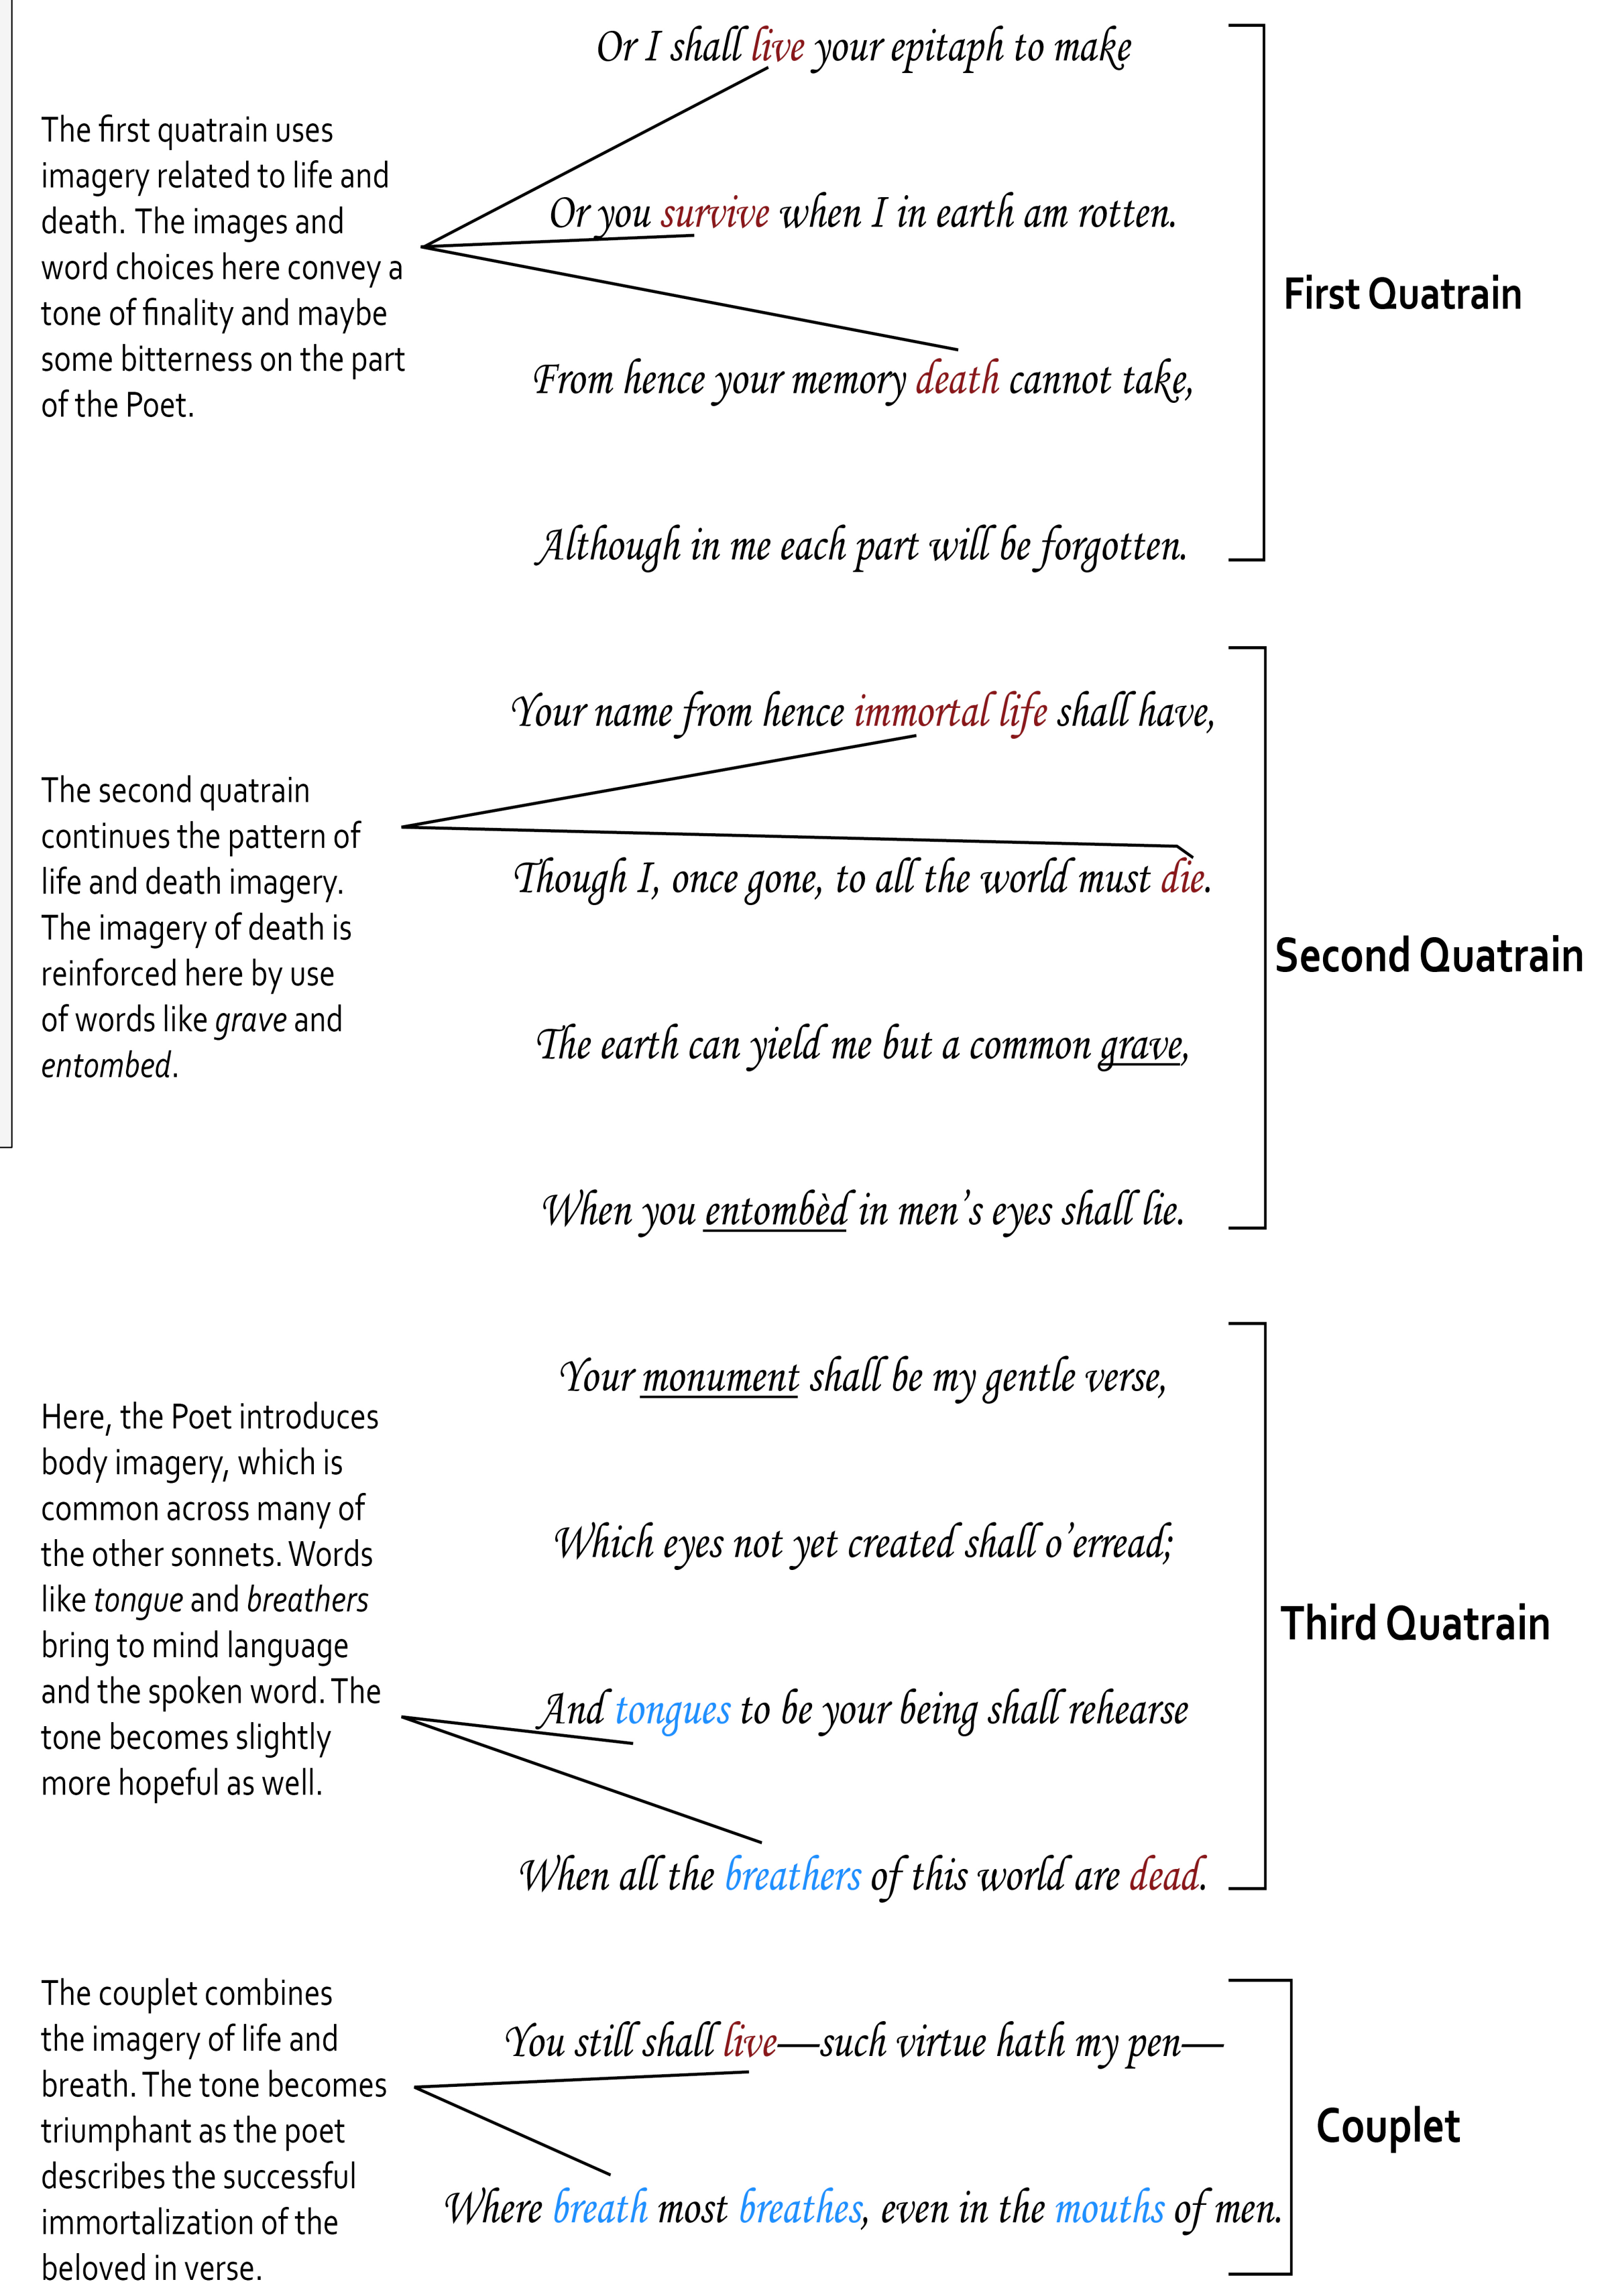 Or I shall live your epitaph to make
The first quatrain uses
imagery related to life and
death. The images and
word choices here convey a
tone of finality and maybe
some bitterness on the part
of the Poet.
Or you survive when I in earth am rotten.
From hence your memory death cannot take,
Although in me each part will be forgotten.
First Quatrain
Your name from hence immortal life shall have,
The second quatrain
continues the pattern of
life and death imagery.
The imagery of death is
reinforced here by use
of words like grave and
entombed.
Though I, once gone, to all the world must die.
The earth can yield me but a common grave,
When you entombèd in men's eyes shall lie.
Second Quatrain
Your monument shall be my gentle verse,
Here, the Poet introduces
body imagery, which is
common across many of
the other sonnets. Words
like tongue and breathers
bring to mind language
and the spoken word. The
tone becomes slightly
more hopeful as well.
Which eyes not yet created shall o'erread;
And tongues to be your being shall rehearse
When all the breathers of this world are dead.
Third Quatrain
The couplet combines
the imagery of life and
breath. The tone becomes
triumphant as the poet
describes the successful
immortalization of the
beloved in verse.
You still shall live—such virtue hath my pen—
Where breath most breathes, even in the mouths of men.
Couplet